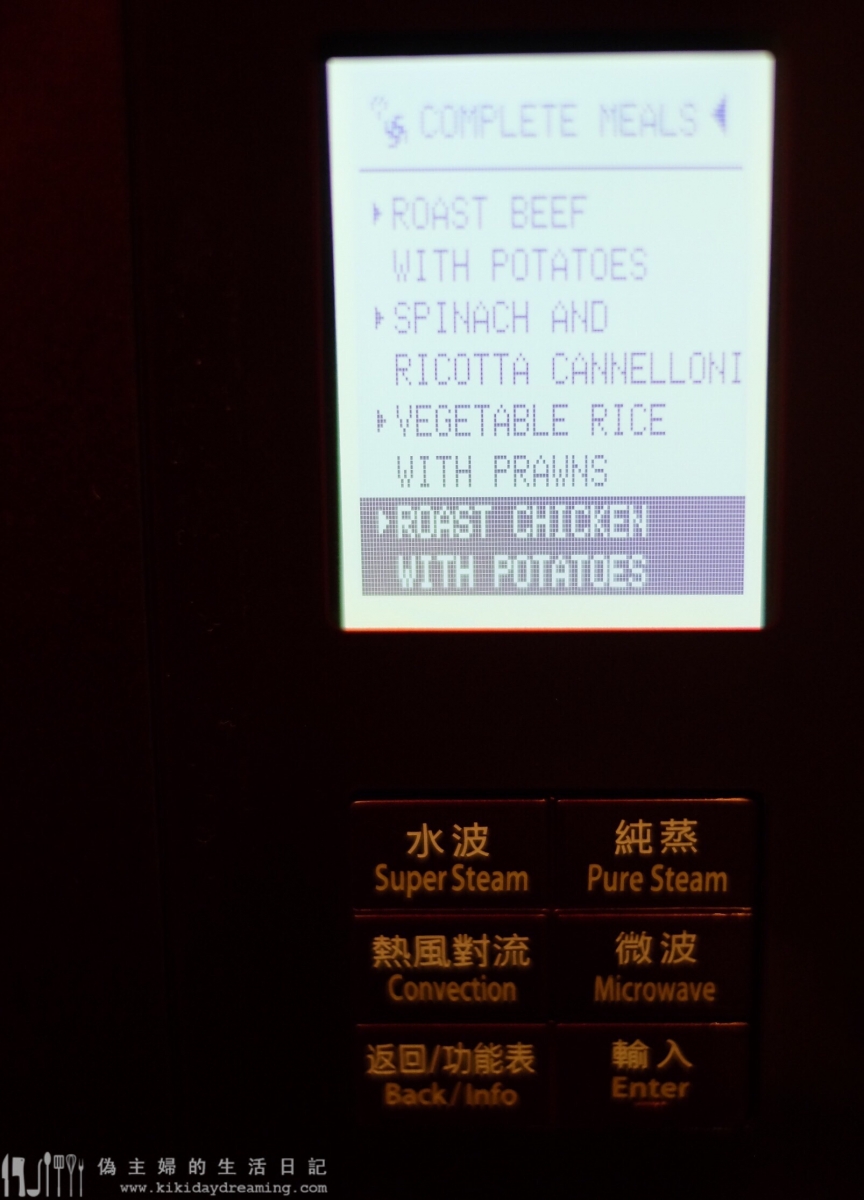 COMPLETE MEALS
ROAST BEEF
WITH POTATOES
SPINACH AND
RICOTTA CANNELLONI
VEGETABLE RICE
WITH PRAWNS
ROAST CHICKEN
WITH POTATOES
水波 純蒸
Super Steam Pure Steam
熱風對流 微波
Convection Microwave
返回/功能表 輸入
Back/Info Enter
偽主婦的生活日記
www.kikidaydreaming.com